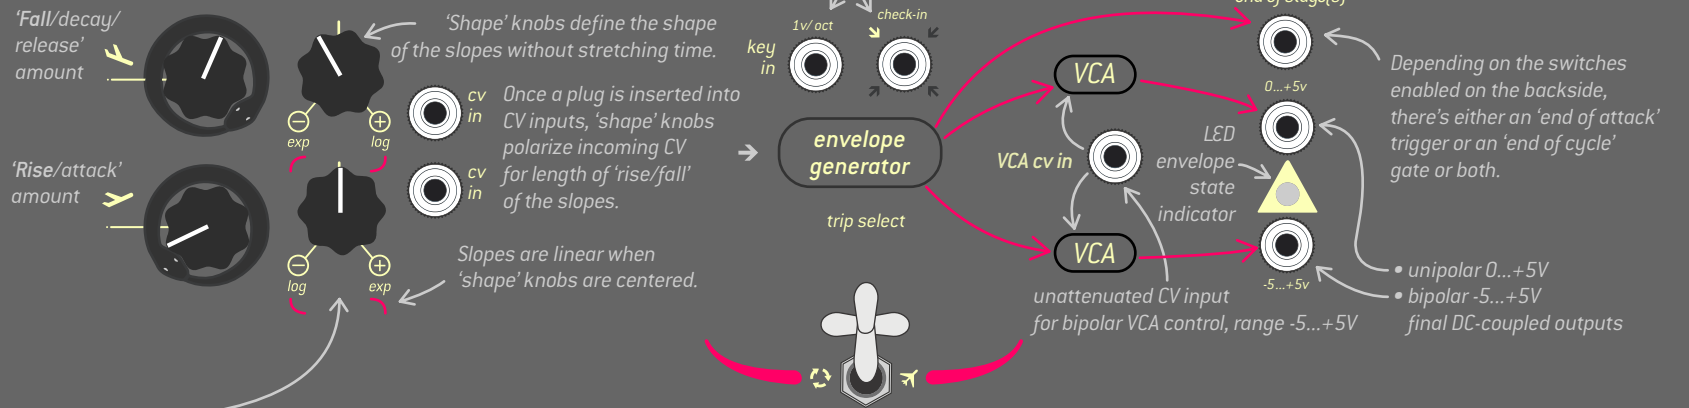 ‘Fall/decay/
release’
amount
‘Shape’ knobs define the shape
of the slopes without stretching time.
exp
log
cv
in
cv
in
Once a plug is inserted into
CV inputs, ‘shape’ knobs
polarize incoming CV
for length of ‘rise/fall’
of the slopes.
‘Rise/attack’
amount
log
exp
Slopes are linear when
‘shape’ knobs are centered.
1v/oct
check-in
key
in
envelope
generator
trip select
VCA
VCA cv in
VCA
unattenuated CV input
for bipolar VCA control, range -5...+5V
0...+5v
LED
envelope
state
indicator
-5...+5v
Depending on the switches
enabled on the backside,
there’s either an ‘end of attack’
trigger or an ‘end of cycle’
gate or both.
• unipolar 0...+5V
• bipolar -5...+5V
final DC-coupled outputs